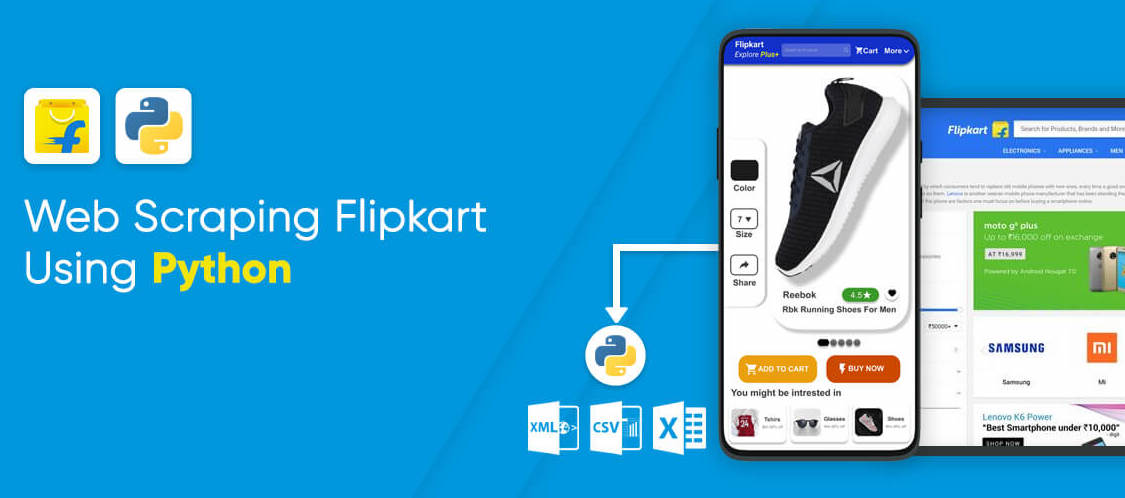 Web Scraping Flipkart
Using Python
XML
CSV
X
Flipkart
Explore Plus+
Cart
More
Color
7
Size
Share
Reebok
4.5★
Rbk Running Shoes For Men
ADD TO CART
BUY NOW
You might be intrested in
24
Tshirs
Glasses
Shoes
Flipkart
Search for Products, Brands and More
ELECTRONICS
APPLIANCES
MEN
moto g⁵ plus
Up to ₹16,000 off on exchange
AT ₹16,999
Powered by Android Nougat 7.0
₹50000+
SAMSUNG
Samsung
mi
Mi
Lenovo K6 Power
"Best Smartphone under ₹10,000"
- digit
SHOP NOW